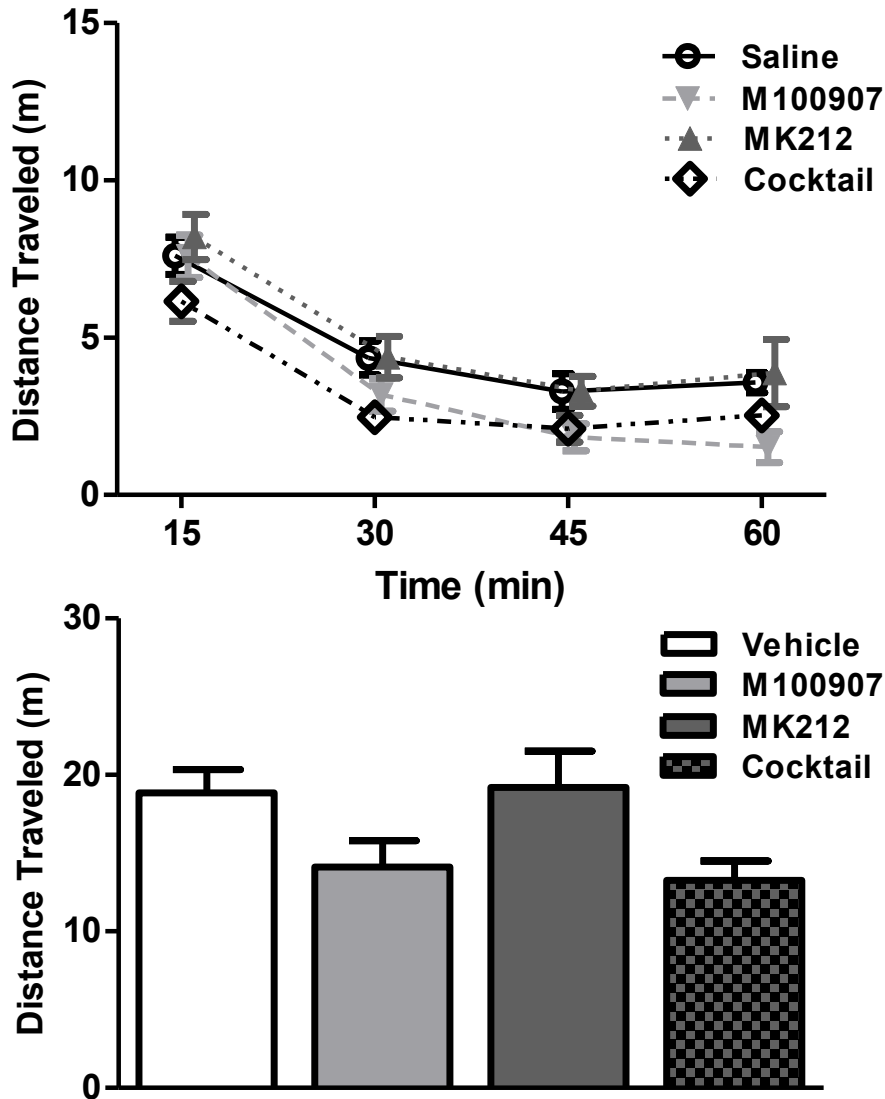 15
10
5
0
Distance Traveled (m)
Saline
M100907
MK212
Cocktail
15 30 45 60
Time (min)
30
20
10
0
Distance Traveled (m)
Vehicle
M100907
MK212
Cocktail